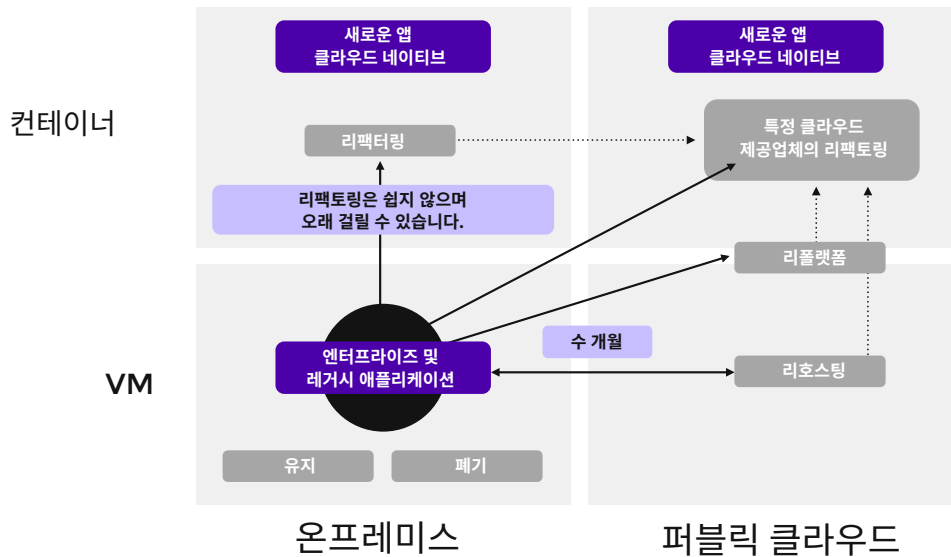 새로운 앱
클라우드 네이티브
새로운 앱
클라우드 네이티브
컨테이너
리팩터링
특정 클라우드
제공업체의 리팩토링
리팩토링은 쉽지 않으며
오래 걸릴 수 있습니다.
리폴랫폼
수 개월
엔터프라이즈 및
레거시 애플리케이션
리호스팅
VM
유지
폐기
온프레미스
퍼블릭 클라우드